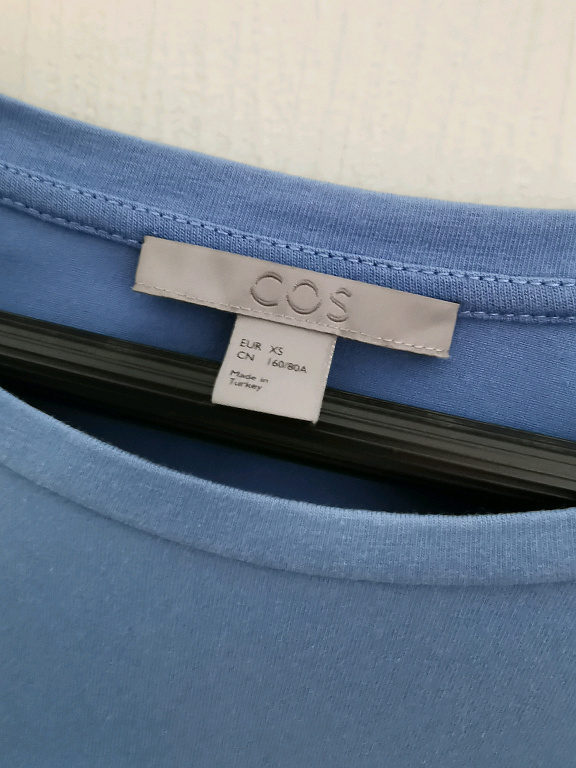 COS
EUR XS
CN 160/80A
Made in
Turkey